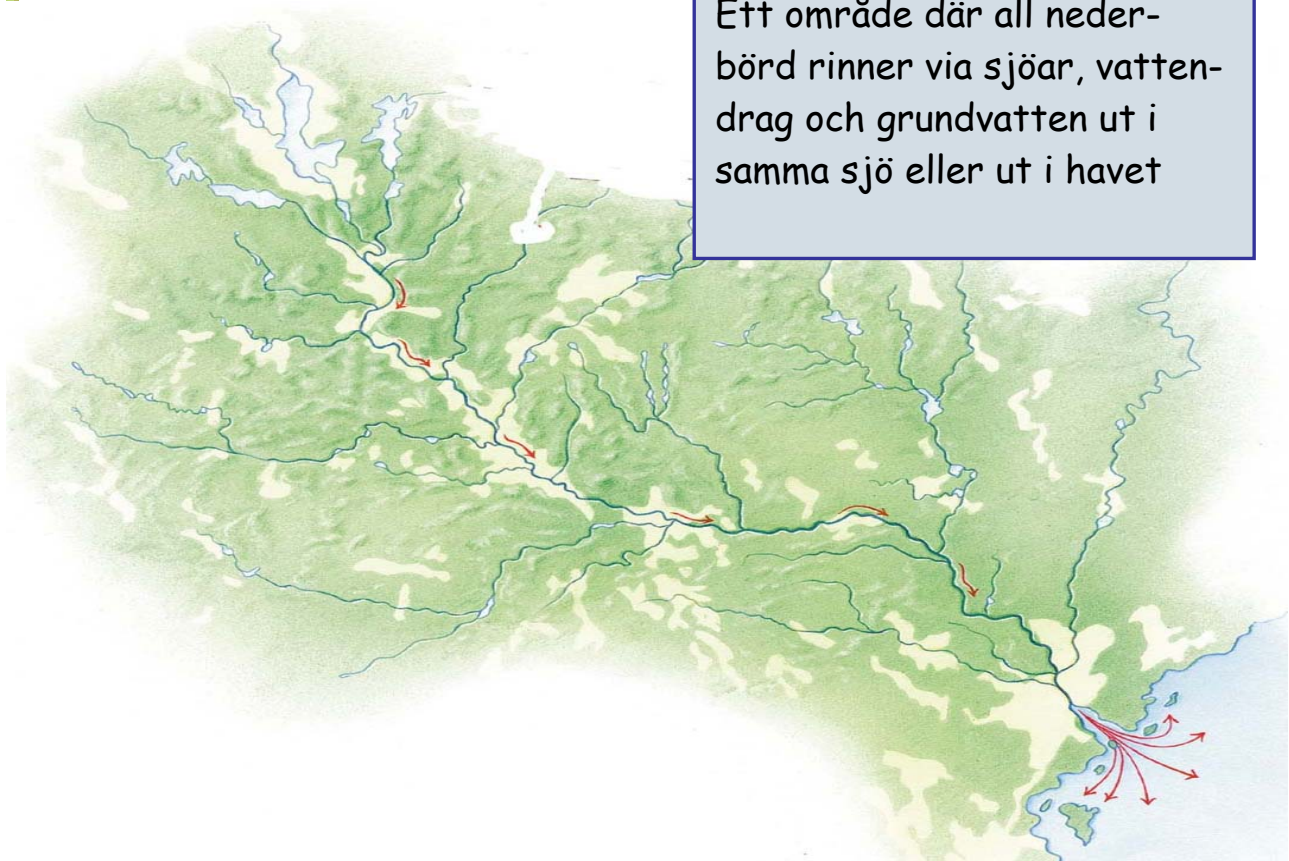 Ett område där all neder-
börd rinner via sjöar, vatten-
drag och grundvatten ut i
samma sjö eller ut i havet